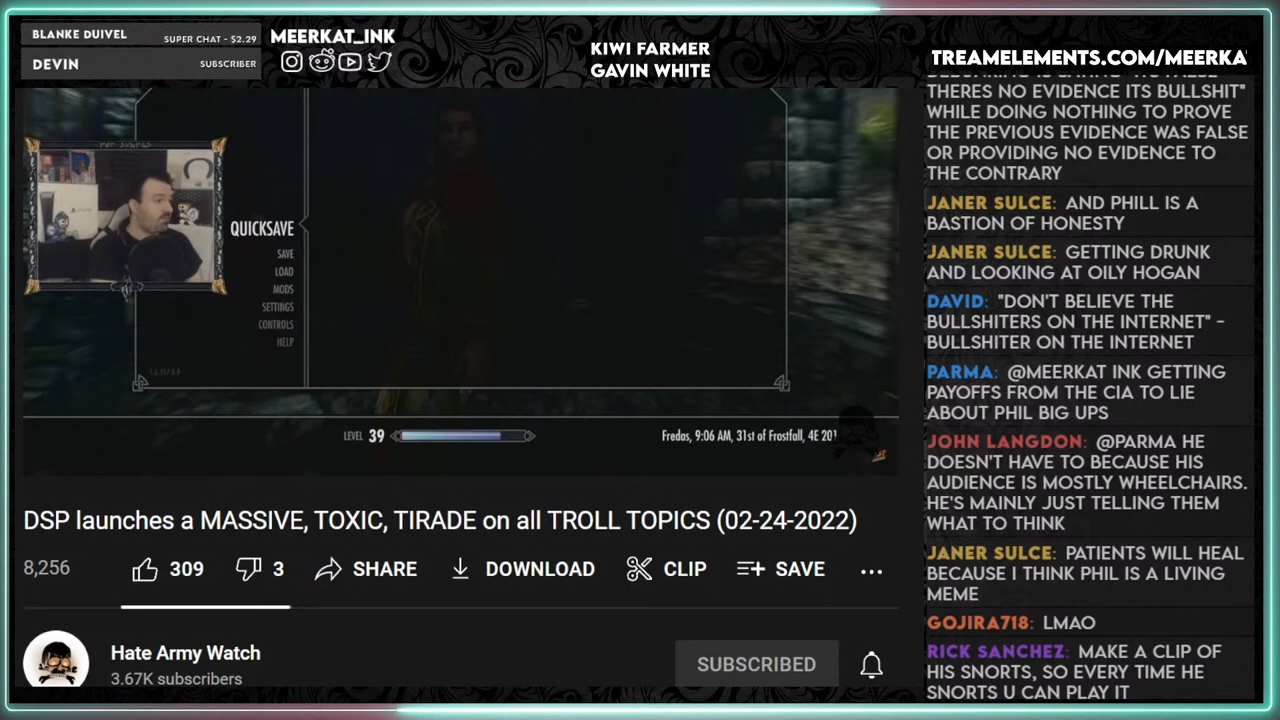 BLANKE DUIVEL
SUPER CHAT - $2.29
DEVIN
SUBSCRIBER
MEERKAT_INK
KIWI FARMER
GAVIN WHITE
TREAMELEMENTS.COM/MEERKA
QUICKSAVE
SAVE
LOAD
MODS
SETTINGS
CONTROLS
HELP
LEVEL 39
Fredas, 9:06 AM, 31st of Frostfall, 4E 201
DSP launches a MASSIVE, TOXIC, TIRADE on all TROLL TOPICS (02-24-2022)
8,256
309
3
SHARE
DOWNLOAD
CLIP
SAVE
Hate Army Watch
3.67K subscribers
SUBSCRIBED
THERES NO EVIDENCE ITS BULLSHIT"
WHILE DOING NOTHING TO PROVE
THE PREVIOUS EVIDENCE WAS FALSE
OR PROVIDING NO EVIDENCE TO
THE CONTRARY
JANER SULCE: AND PHILL IS A
BASTION OF HONESTY
JANER SULCE: GETTING DRUNK
AND LOOKING AT OILY HOGAN
DAVID: "DON'T BELIEVE THE
BULLSHITERS ON THE INTERNET" -
BULLSHITER ON THE INTERNET
PARMA: @MEERKAT INK GETTING
PAYOFFS FROM THE CIA TO LIE
ABOUT PHIL BIG UPS
JOHN LANGDON: @PARMA HE
DOESN'T HAVE TO BECAUSE HIS
AUDIENCE IS MOSTLY WHEELCHAIRS.
HE'S MAINLY JUST TELLING THEM
WHAT TO THINK
JANER SULCE: PATIENTS WILL HEAL
BECAUSE I THINK PHIL IS A LIVING
MEME
GOJIRA718: LMAO
RICK SANCHEZ: MAKE A CLIP OF
HIS SNORTS, SO EVERY TIME HE
SNORTS U CAN PLAY IT